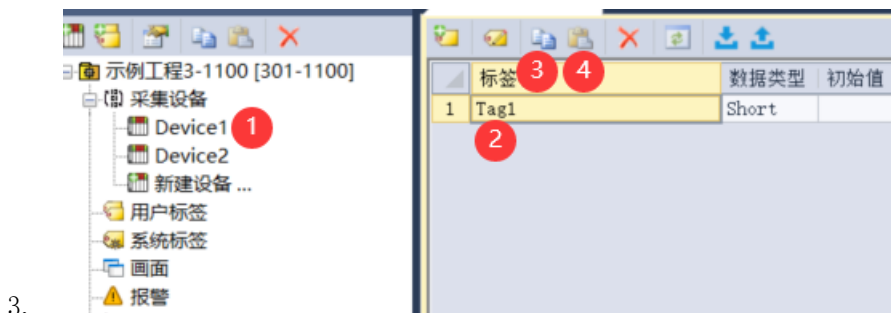 示例工程3-1100 [301-1100]
采集设备
Device1 1
Device2
新建设备 ...
用户标签
系统标签
画面
报警
3 4
标签 数据类型 初始值
1 Tag1 Short
2
3.